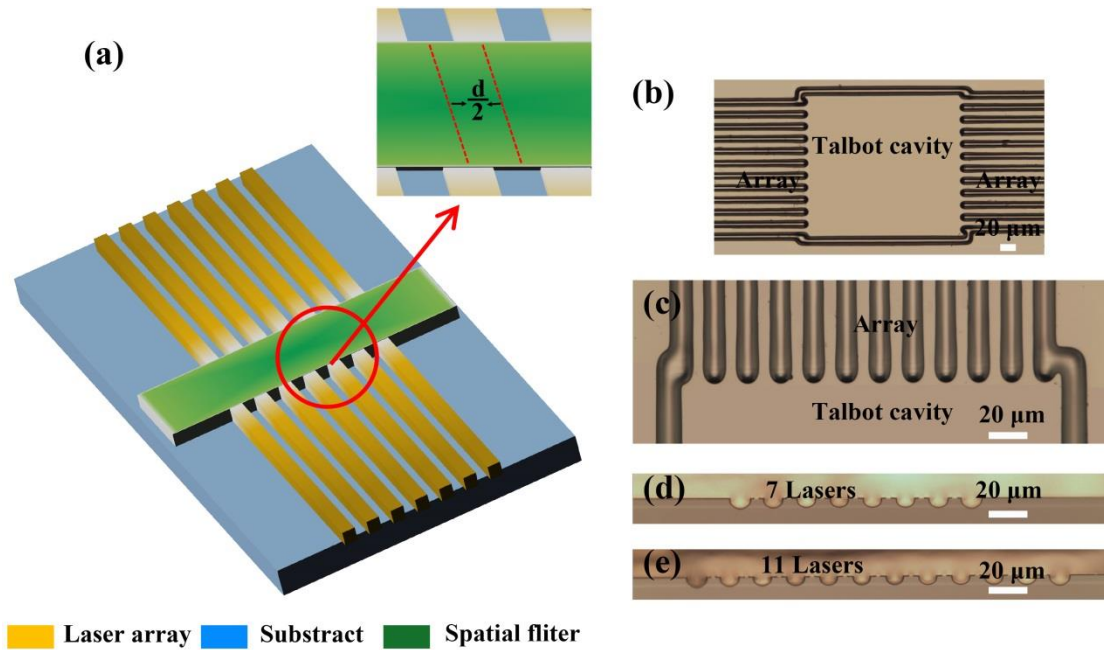 (a)
d
2
Laser array
Substract
Spatial fliter
(b)
Talbot cavity
Array
Array
20 μm
(c)
Array
Talbot cavity
20 μm
(d)
7 Lasers
20 μm
(e)
11 Lasers
20 μm